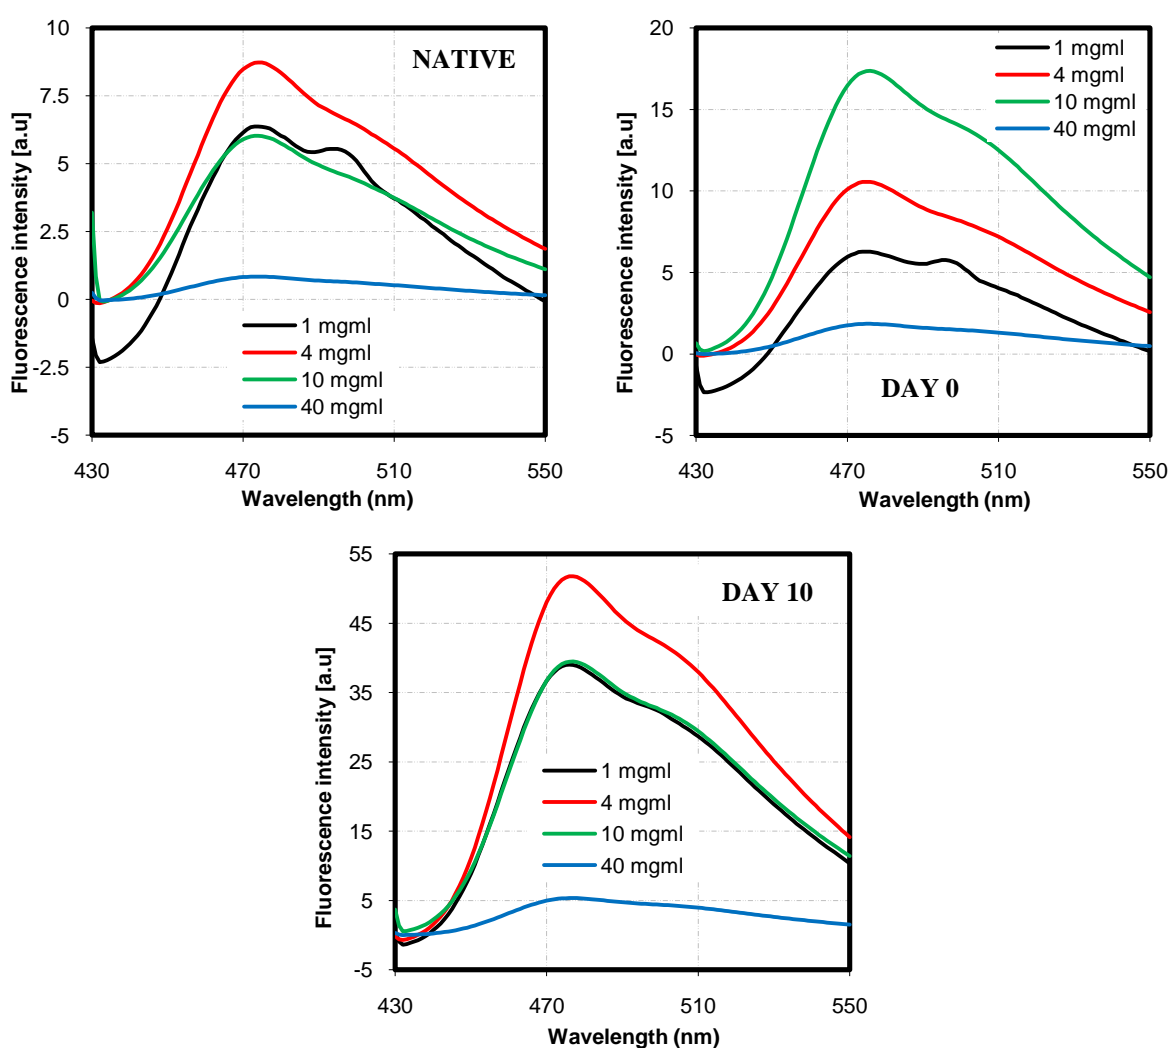 NATIVE
10
7.5
5
2.5
0
-2.5
-5
430
470
510
550
Fluorescence intensity [a.u]
Wavelength (nm)
1 mgml
4 mgml
10 mgml
40 mgml
DAY 0
20
15
10
5
0
-5
430
470
510
550
Fluorescence intensity [a.u]
Wavelength (nm)
1 mgml
4 mgml
10 mgml
40 mgml
DAY 10
55
45
35
25
15
5
-5
430
470
510
550
Fluorescence intensity [a.u]
Wavelength (nm)
1 mgml
4 mgml
10 mgml
40 mgml